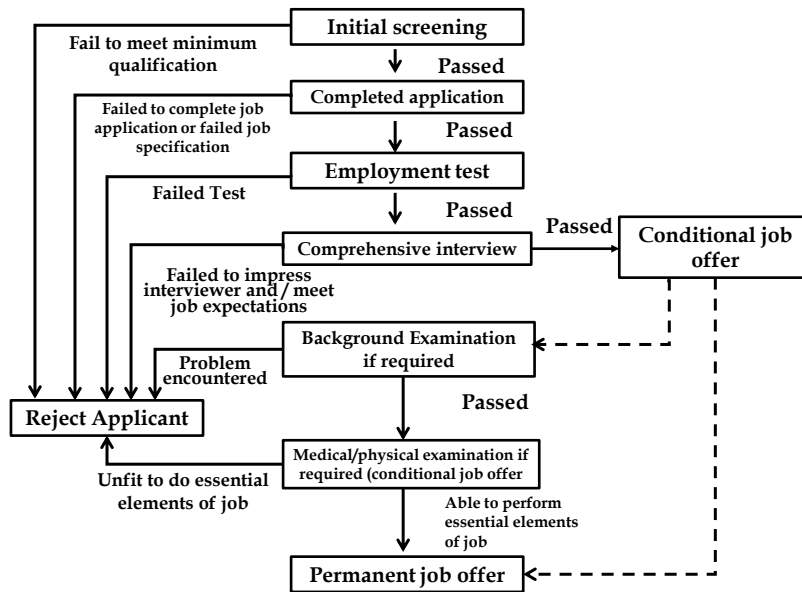 Initial screening
Fail to meet minimum
qualification
Passed
Completed application
Failed to complete job
application or failed job
specification
Passed
Employment test
Failed Test
Passed
Comprehensive interview
Passed
Conditional job
offer
Failed to impress
interviewer and / meet
job expectations
Background Examination
if required
Problem
encountered
Passed
Reject Applicant
Medical/physical examination if
required (conditional job offer
Unfit to do essential
elements of job
Able to perform
essential elements
of job
Permanent job offer